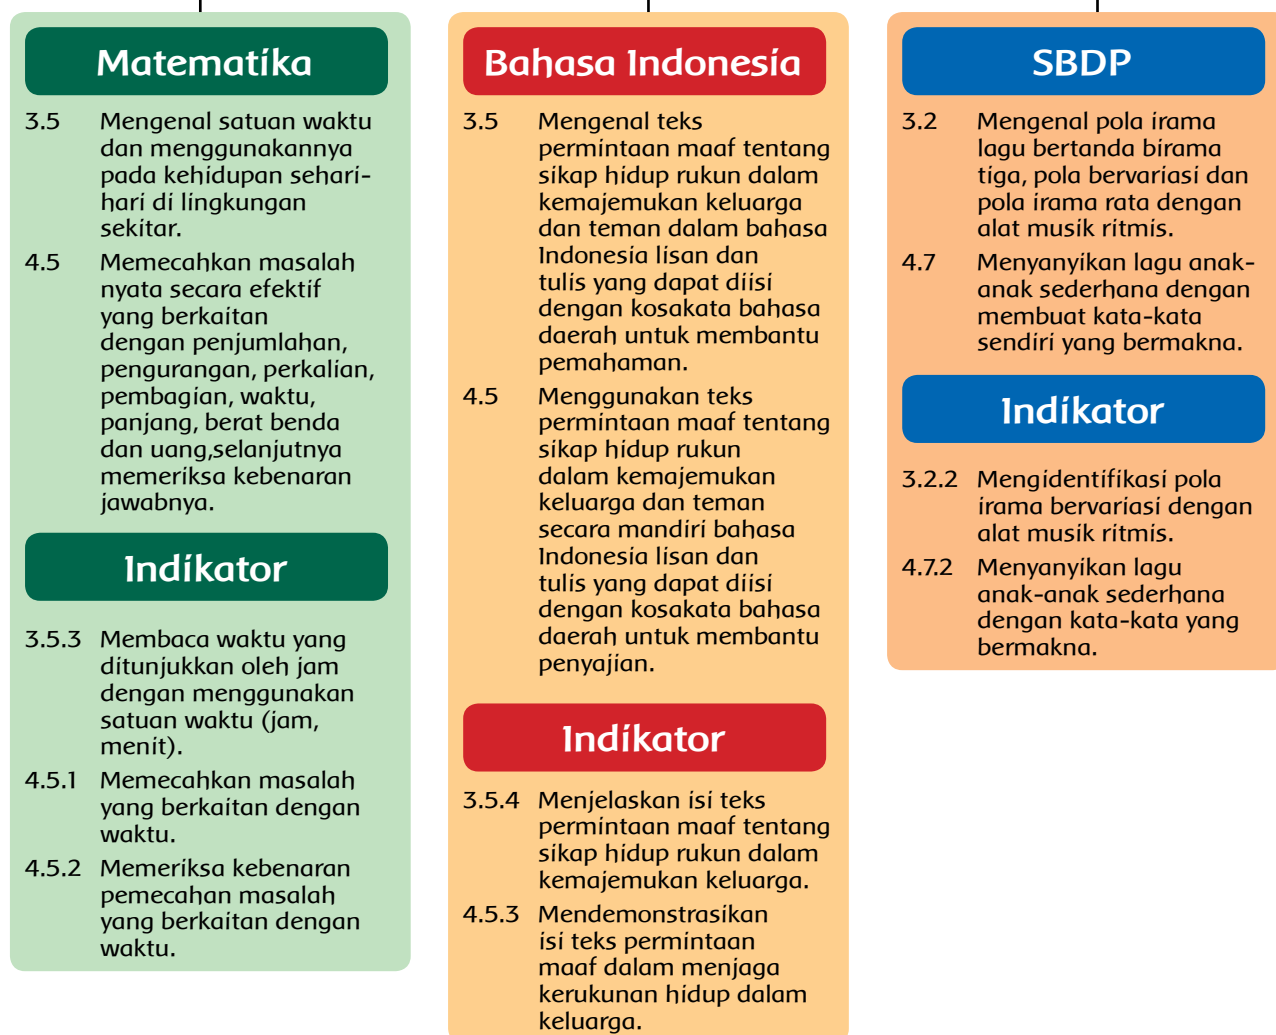 Matematika
3.5 Mengenal satuan waktu
dan menggunakannya
pada kehidupan sehari-
hari di lingkungan
sekitar.
4.5 Memecahkan masalah
nyata secara efektif
yang berkaitan
dengan penjumlahan,
pengurangan, perkalian,
pembagian, waktu,
panjang, berat benda
dan uang,selanjutnya
memeriksa kebenaran
jawabnya.
Indikator
3.5.3 Membaca waktu yang
ditunjukkan oleh jam
dengan menggunakan
satuan waktu (jam,
menit).
4.5.1 Memecahkan masalah
yang berkaitan dengan
waktu.
4.5.2 Memeriksa kebenaran
pemecahan masalah
yang berkaitan dengan
waktu.
Bahasa Indonesia
3.5 Mengenal teks
permintaan maaf tentang
sikap hidup rukun dalam
kemajemukan keluarga
dan teman dalam bahasa
Indonesia lisan dan
tulis yang dapat diisi
dengan kosakata bahasa
daerah untuk membantu
pemahaman.
4.5 Menggunakan teks
permintaan maaf tentang
sikap hidup rukun
dalam kemajemukan
keluarga dan teman
secara mandiri bahasa
Indonesia lisan dan
tulis yang dapat diisi
dengan kosakata bahasa
daerah untuk membantu
penyajian.
Indikator
3.5.4 Menjelaskan isi teks
permintaan maaf tentang
sikap hidup rukun dalam
kemajemukan keluarga.
4.5.3 Mendemonstrasikan
isi teks permintaan
maaf dalam menjaga
kerukunan hidup dalam
keluarga.
SBDP
3.2 Mengenal pola irama
lagu bertanda birama
tiga, pola bervariasi dan
pola irama rata dengan
alat musik ritmis.
4.7 Menyanyikan lagu anak-
anak sederhana dengan
membuat kata-kata
sendiri yang bermakna.
Indikator
3.2.2 Mengidentifikasi pola
irama bervariasi dengan
alat musik ritmis.
4.7.2 Menyanyikan lagu
anak-anak sederhana
dengan kata-kata yang
bermakna.